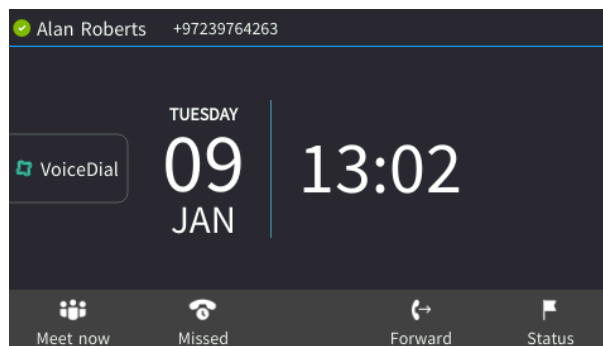 Alan Roberts +97239764263
TUESDAY
09
JAN
13:02
VoiceDial
Meet now Missed Forward Status